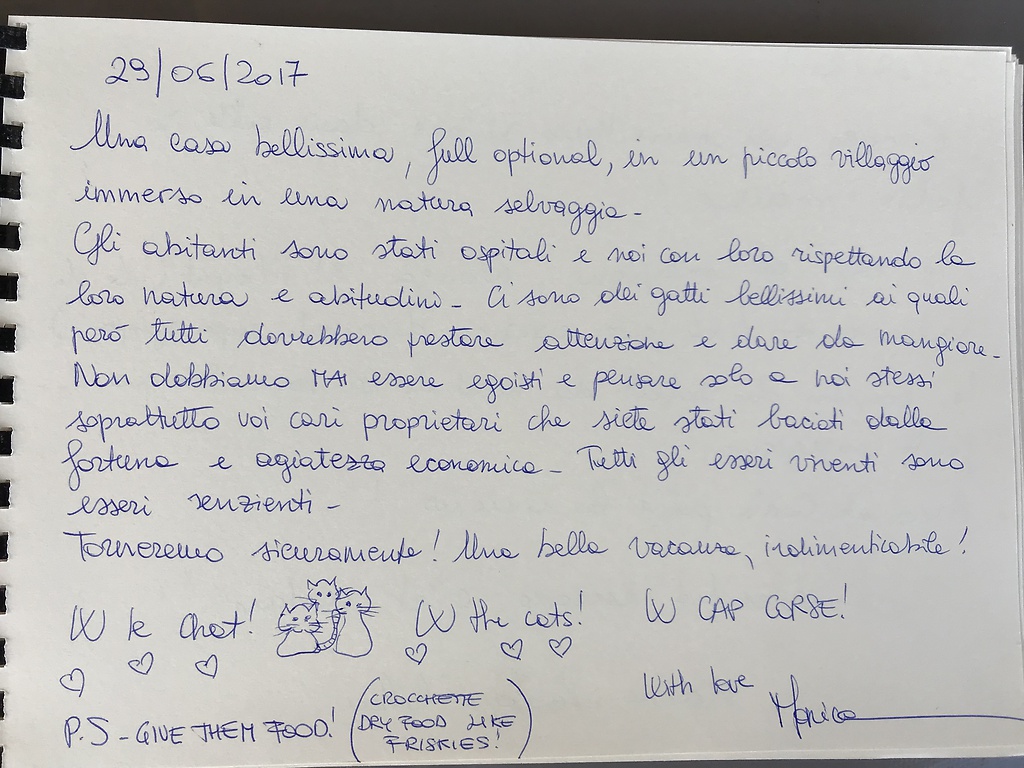 29/06/2017
Una casa bellissima, full optional, in un piccolo villaggio
immerso in una natura selvaggia -
Gli abitanti sono stati ospitali e noi con loro rispettando la
loro natura e abitudini - Ci sono dei gatti bellissimi ai quali
però tutti dovrebbero prestare attenzione e dare da mangiare -
Non dobbiamo MAI essere egoisti e pensare solo a noi stessi
soprattutto voi cari proprietari che siete stati baciati dalla
fortuna e agiatezza economica - Tutti gli esseri viventi sono
esseri senzienti -
Torneremo sicuramente! Una bella vacanza, indimenticabile!
W le chat! W the cats! W CAP CORSE!
With love
Monica
P.S - GIVE THEM FOOD! (CROCCHETTE
DRY FOOD LIKE
FRISKIES!)